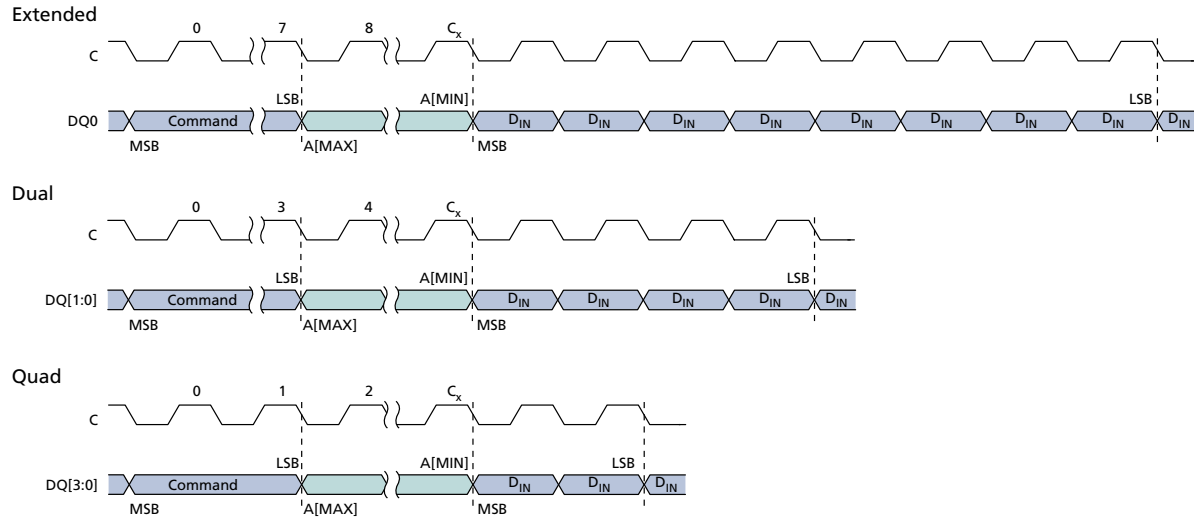 Extended
0 7 8 Cx
C
LSB A[MIN] LSB
DQ0 Command DIN DIN DIN DIN DIN DIN DIN DIN DIN
MSB A[MAX] MSB
Dual
0 3 4 Cx
C
LSB A[MIN] LSB
DQ[1:0] Command DIN DIN DIN DIN DIN
MSB A[MAX] MSB
Quad
0 1 2 Cx
C
LSB A[MIN] LSB
DQ[3:0] Command DIN DIN DIN
MSB A[MAX] MSB